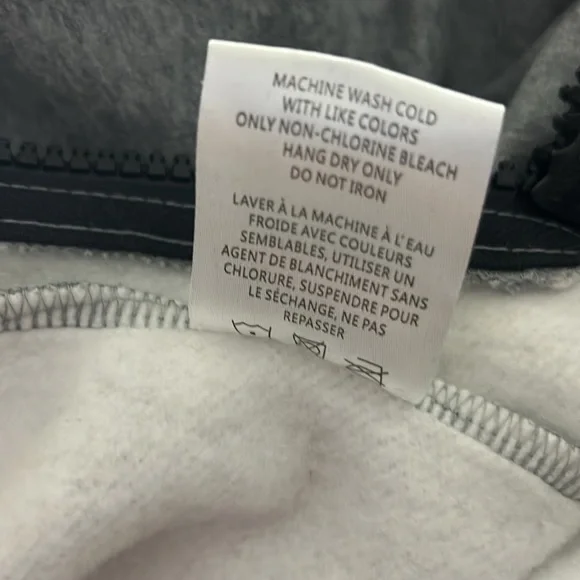 MACHINE WASH COLD
WITH LIKE COLORS
ONLY NON-CHLORINE BLEACH
HANG DRY ONLY
DO NOT IRON
LAVER À LA MACHINE À L'EAU
FROIDE AVEC COULEURS
SEMBLABLES, UTILISER UN
AGENT DE BLANCHIMENT SANS
CHLORURE, SUSPENDRE POUR
LE SÉCHANGE, NE PAS
REPASSER